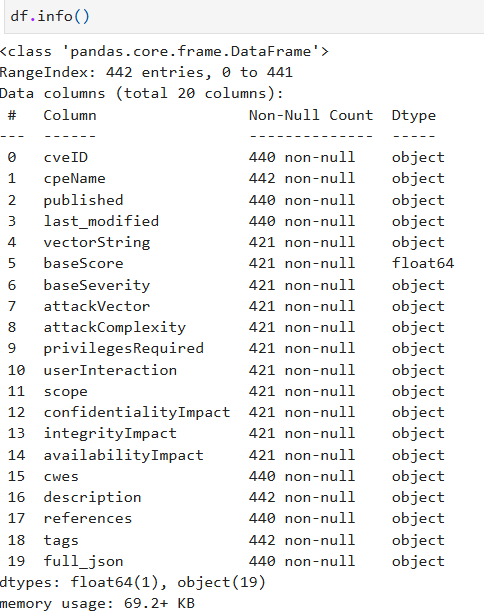 df.info()
<class 'pandas.core.frame.DataFrame'>
RangeIndex: 442 entries, 0 to 441
Data columns (total 20 columns):
 #   Column                 Non-Null Count  Dtype
---  ------                 --------------  -----
 0   cveID                  440 non-null    object
 1   cpeName                442 non-null    object
 2   published              440 non-null    object
 3   last_modified          440 non-null    object
 4   vectorString           421 non-null    object
 5   baseScore              421 non-null    float64
 6   baseSeverity           421 non-null    object
 7   attackVector           421 non-null    object
 8   attackComplexity       421 non-null    object
 9   privilegesRequired     421 non-null    object
 10  userInteraction        421 non-null    object
 11  scope                  421 non-null    object
 12  confidentialityImpact  421 non-null    object
 13  integrityImpact        421 non-null    object
 14  availabilityImpact     421 non-null    object
 15  cwes                   440 non-null    object
 16  description            442 non-null    object
 17  references             440 non-null    object
 18  tags                   442 non-null    object
 19  full_json              440 non-null    object
dtypes: float64(1), object(19)
memory usage: 69.2+ KB